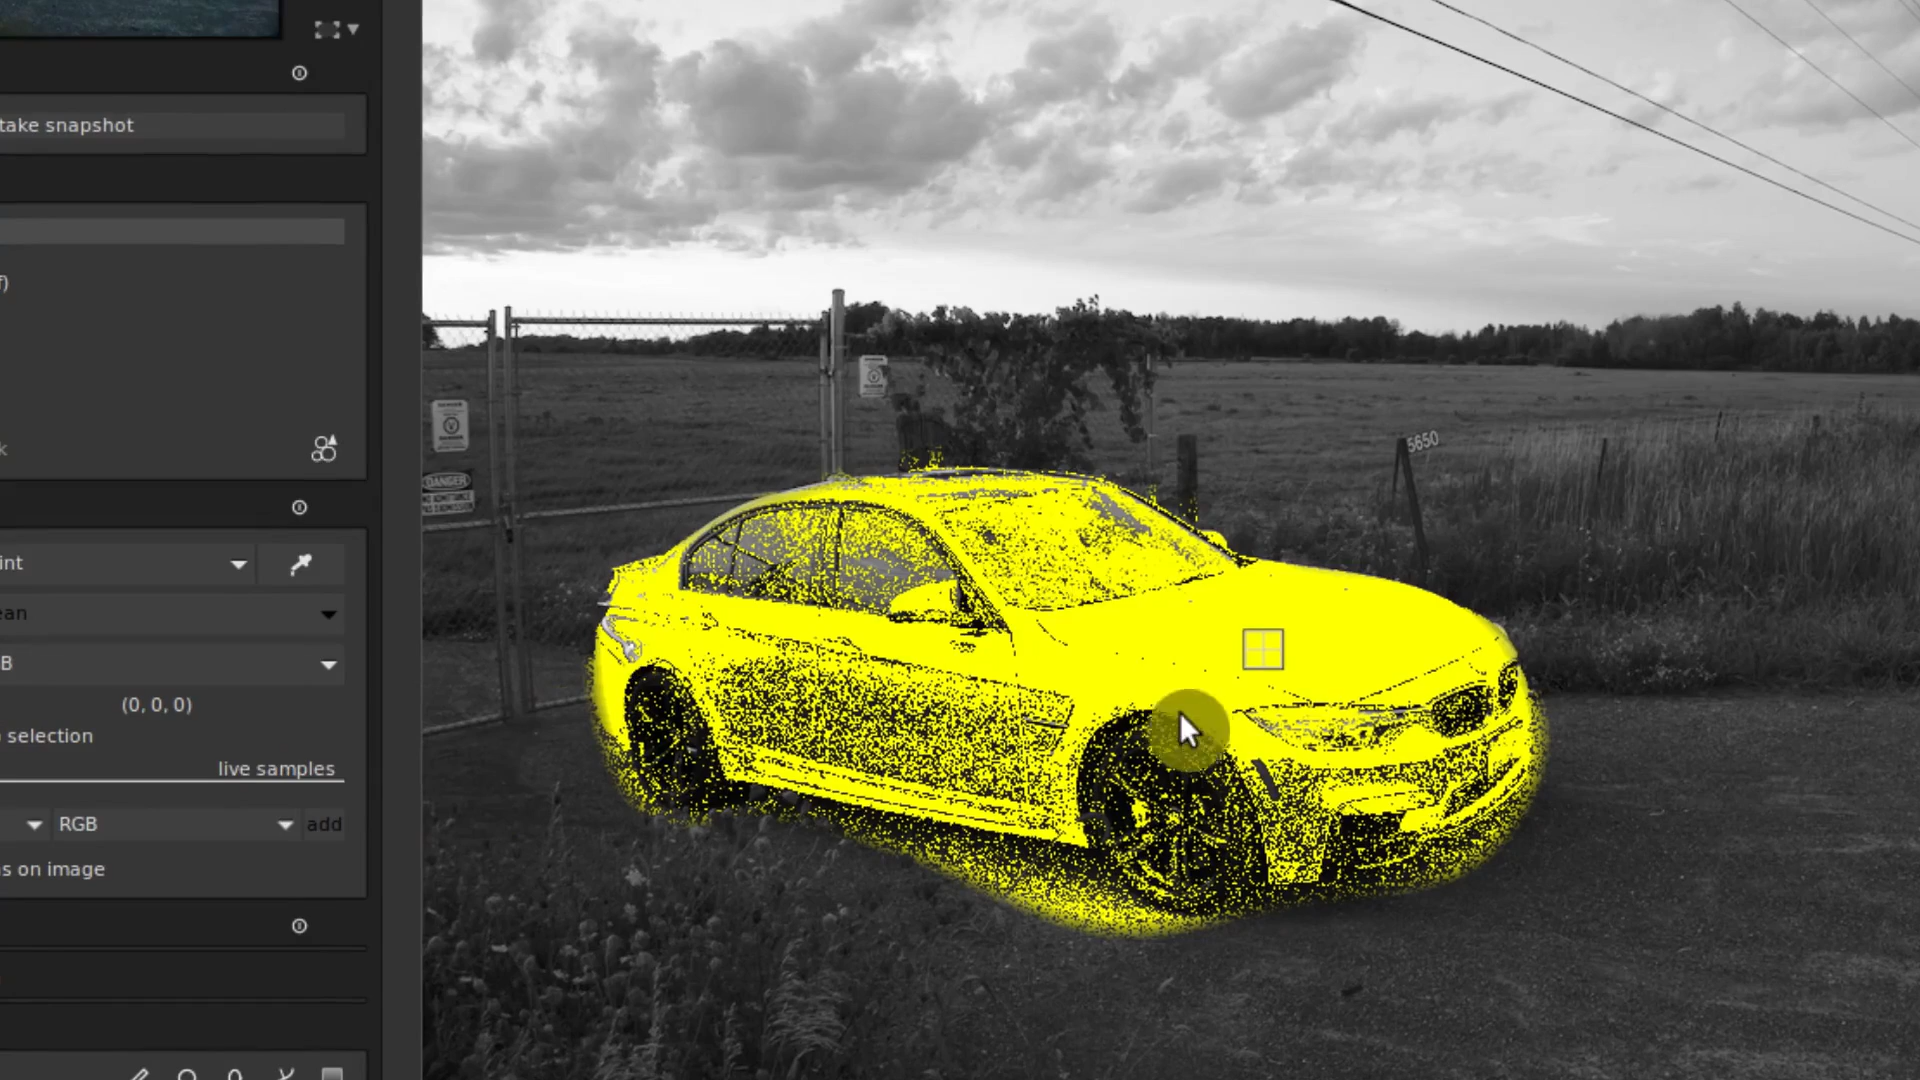 take snapshot
f)
k
int
ean
B
(0, 0, 0)
selection
live samples
RGB
add
s on image
DANGER
5650